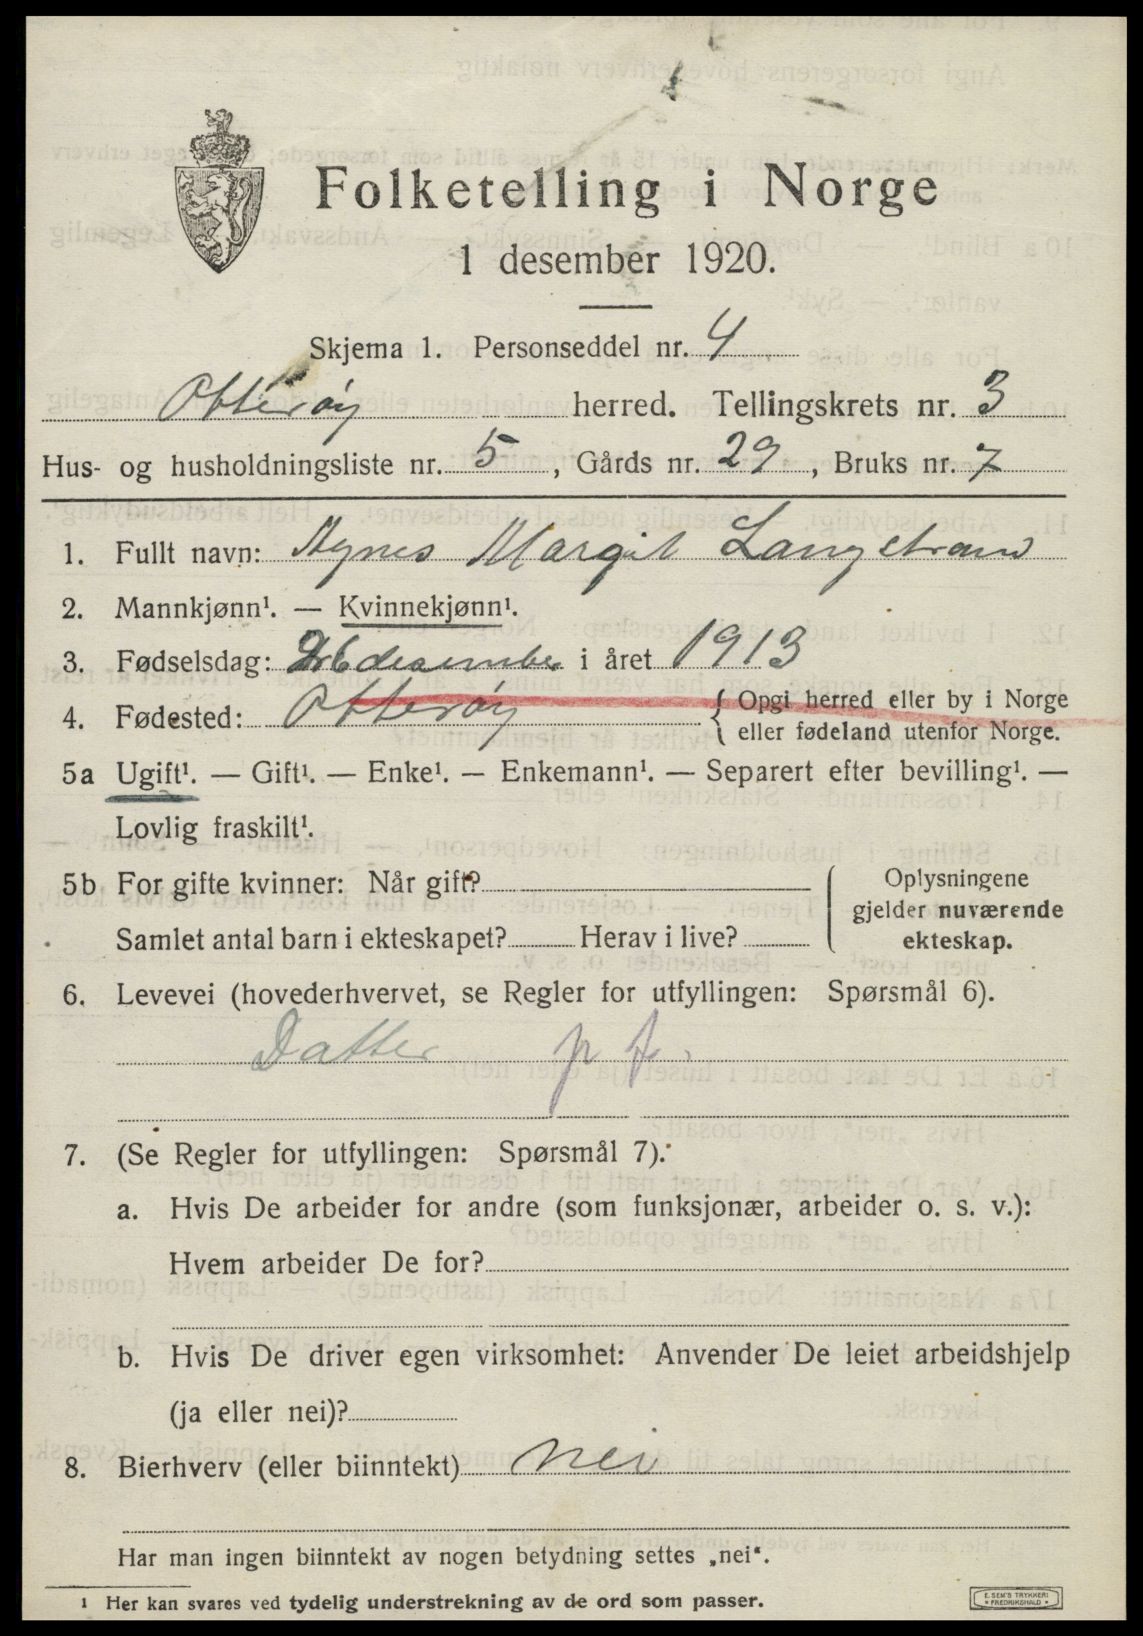 Folketelling i Norge
1 desember 1920.
Skjema 1. Personseddel nr. 4
Otterøy herred. Tellingskrets nr. 3
Hus- og husholdningsliste nr. 5, Gårds nr. 29, Bruks nr. 7
1. Fullt navn: Agnes Margit Langstrand
2. Mannkjønn¹. — Kvinnekjønn¹.
3. Fødselsdag: 26 desember i året 1913
4. Fødested: Otterøy { Opgi herred eller by i Norge
eller fødeland utenfor Norge.
5a Ugift¹. — Gift¹. — Enke¹. — Enkemann¹. — Separert efter bevilling¹. —
Lovlig fraskilt¹.
5b For gifte kvinner: Når gift?
Samlet antal barn i ekteskapet? Herav i live?
Oplysningene
gjelder nuværende
ekteskap.
6. Levevei (hovederhvervet, se Regler for utfyllingen: Spørsmål 6).
Datter p f.
7. (Se Regler for utfyllingen: Spørsmål 7).
a. Hvis De arbeider for andre (som funksjonær, arbeider o. s. v.):
Hvem arbeider De for?
b. Hvis De driver egen virksomhet: Anvender De leiet arbeidshjelp
(ja eller nei)?
8. Bierhverv (eller biinntekt) nei
Har man ingen biinntekt av nogen betydning settes „nei".
¹ Her kan svares ved tydelig understrekning av de ord som passer.
E. SEM'S TRYKKERI
FREDRIKSHALD